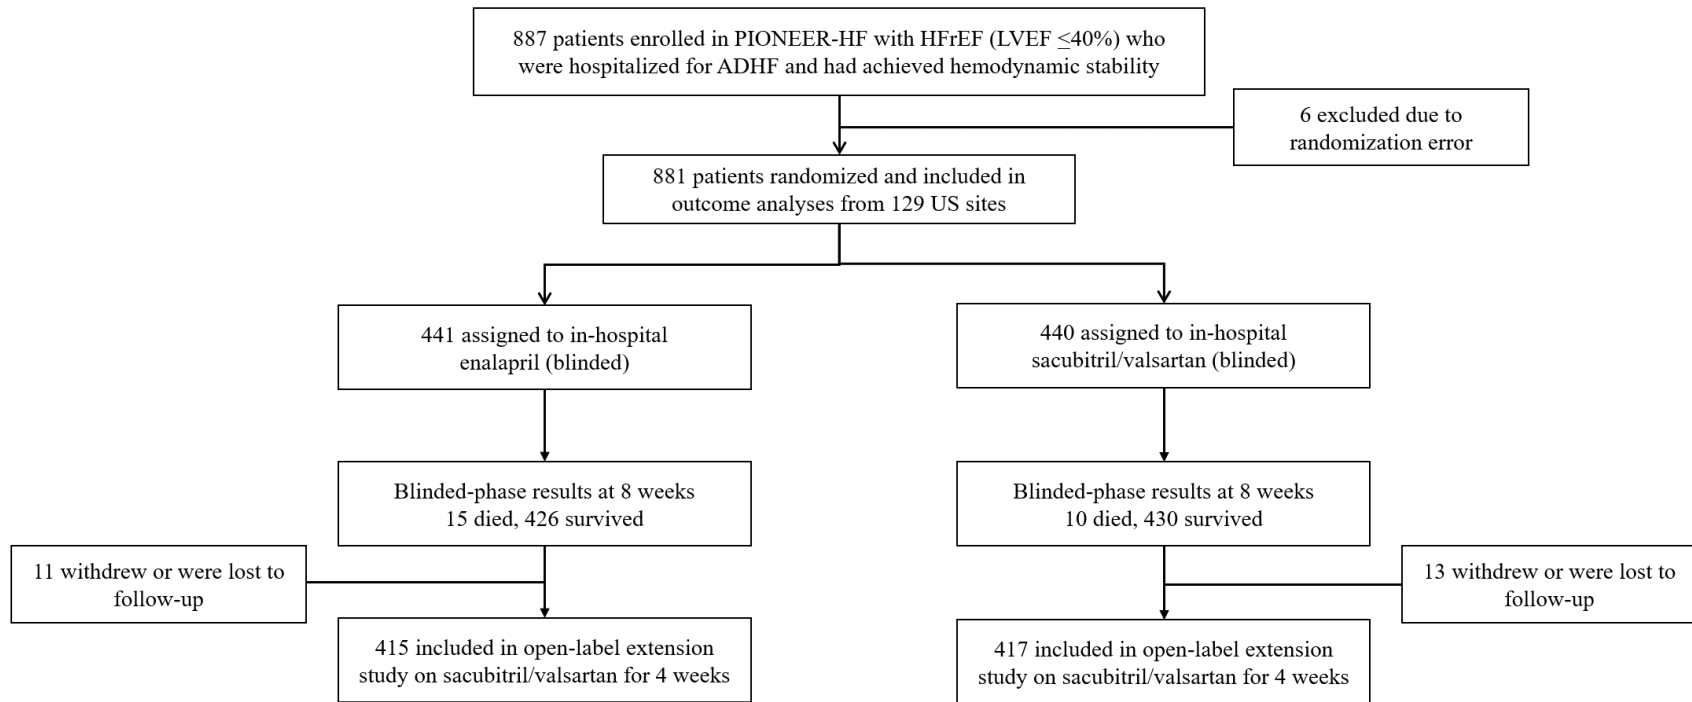 887 patients enrolled in PIONEER-HF with HFrEF (LVEF ≤40%) who
were hospitalized for ADHF and had achieved hemodynamic stability
6 excluded due to
randomization error
881 patients randomized and included in
outcome analyses from 129 US sites
441 assigned to in-hospital
enalapril (blinded)
440 assigned to in-hospital
sacubitril/valsartan (blinded)
Blinded-phase results at 8 weeks
15 died, 426 survived
Blinded-phase results at 8 weeks
10 died, 430 survived
11 withdrew or were lost to
follow-up
13 withdrew or were lost to
follow-up
415 included in open-label extension
study on sacubitril/valsartan for 4 weeks
417 included in open-label extension
study on sacubitril/valsartan for 4 weeks